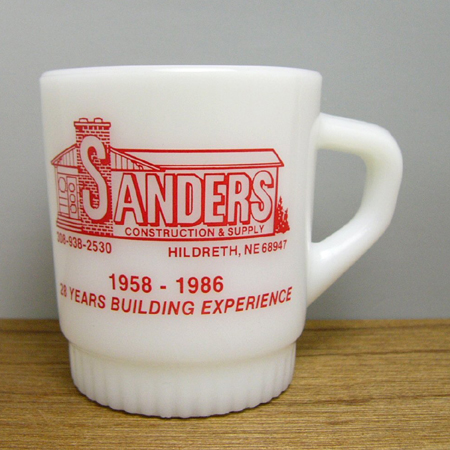 SANDERS
CONSTRUCTION & SUPPLY
308-938-2530 HILDRETH, NE 68947
1958 - 1986
28 YEARS BUILDING EXPERIENCE